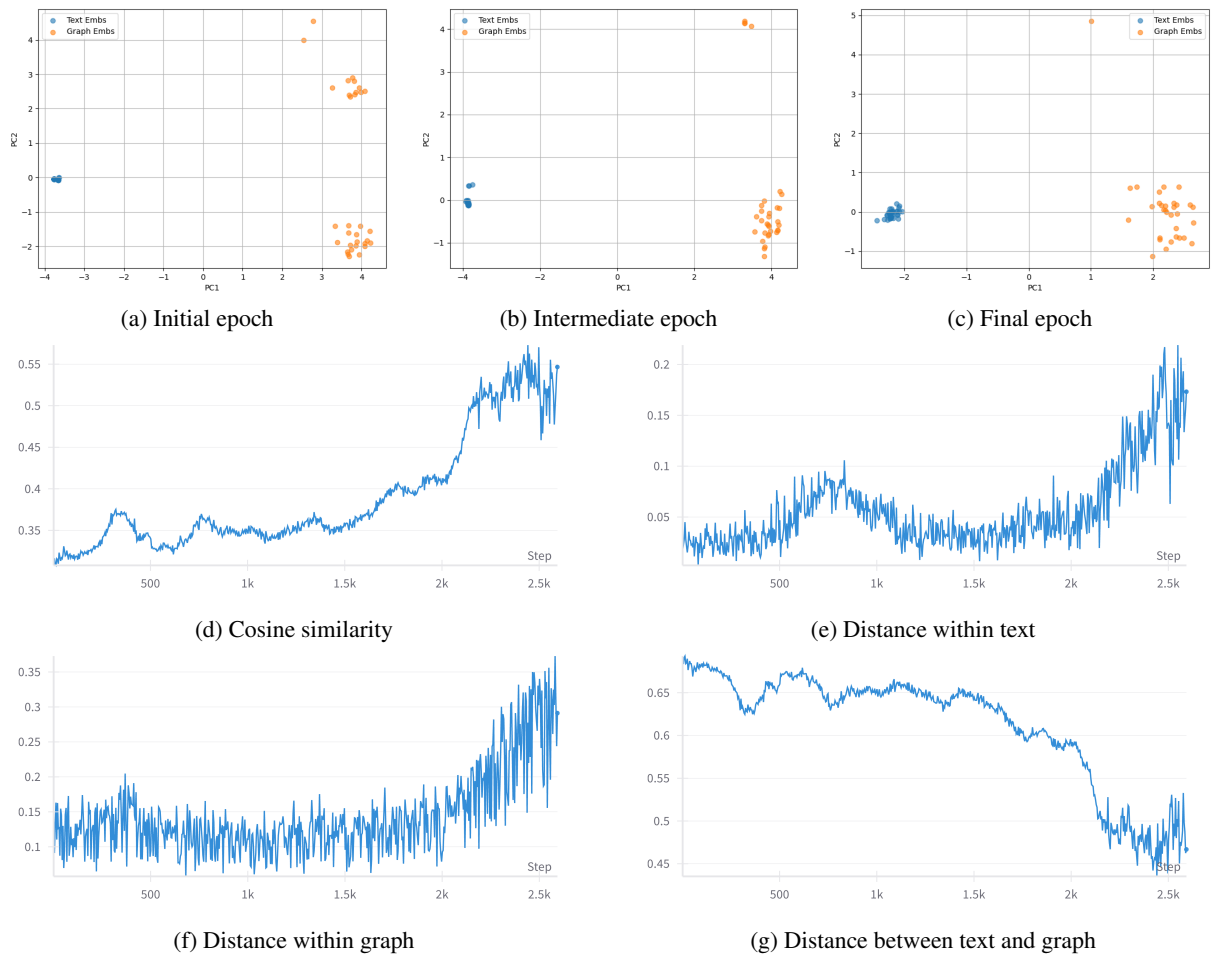 Text Embs
Graph Embs
5
4
3
2
1
0
−1
−2
PC2
−4
−3
−2
−1
0
1
2
3
4
PC1
(a) Initial epoch
Text Embs
Graph Embs
4
3
2
1
0
−1
PC2
−4
−2
0
2
4
PC1
(b) Intermediate epoch
Text Embs
Graph Embs
5
4
3
2
1
0
−1
PC2
−2
−1
0
1
2
PC1
(c) Final epoch
0.55
0.5
0.45
0.4
0.35
Step
500
1k
1.5k
2k
2.5k
(d) Cosine similarity
0.2
0.15
0.1
0.05
Step
500
1k
1.5k
2k
2.5k
(e) Distance within text
0.35
0.3
0.25
0.2
0.15
0.1
Step
500
1k
1.5k
2k
2.5k
(f) Distance within graph
0.65
0.6
0.55
0.5
0.45
Step
500
1k
1.5k
2k
2.5k
(g) Distance between text and graph